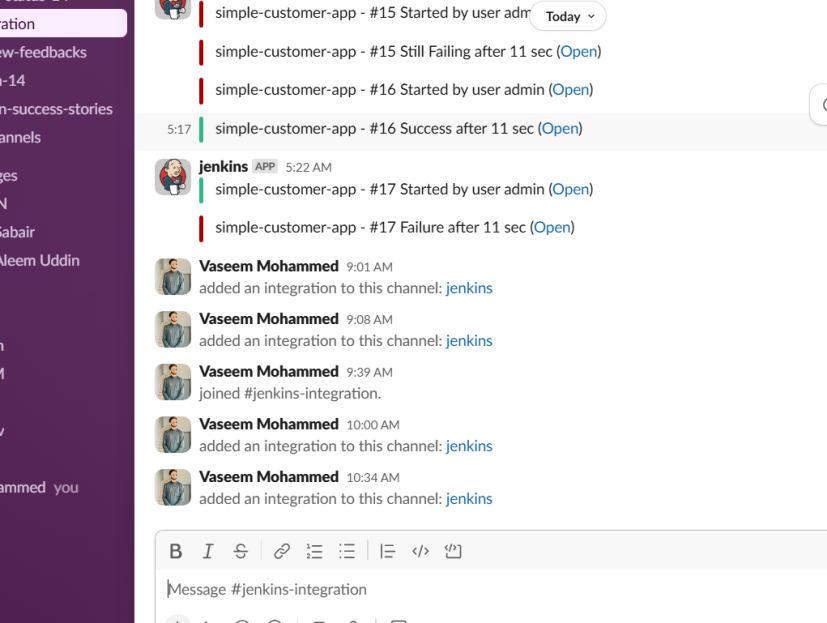 ration
simple-customer-app - #15 Started by user adm
Today
ew-feedbacks
simple-customer-app - #15 Still Failing after 11 sec (Open)
-14
simple-customer-app - #16 Started by user admin (Open)
n-success-stories
5:17 simple-customer-app - #16 Success after 11 sec (Open)
annels
jenkins APP 5:22 AM
ges
simple-customer-app - #17 Started by user admin (Open)
N
simple-customer-app - #17 Failure after 11 sec (Open)
Sabair
Aleem Uddin
Vaseem Mohammed 9:01 AM
added an integration to this channel: jenkins
Vaseem Mohammed 9:08 AM
added an integration to this channel: jenkins
Vaseem Mohammed 9:39 AM
joined #jenkins-integration.
Vaseem Mohammed 10:00 AM
added an integration to this channel: jenkins
Vaseem Mohammed 10:34 AM
added an integration to this channel: jenkins
ammed you
B I S
Message #jenkins-integration